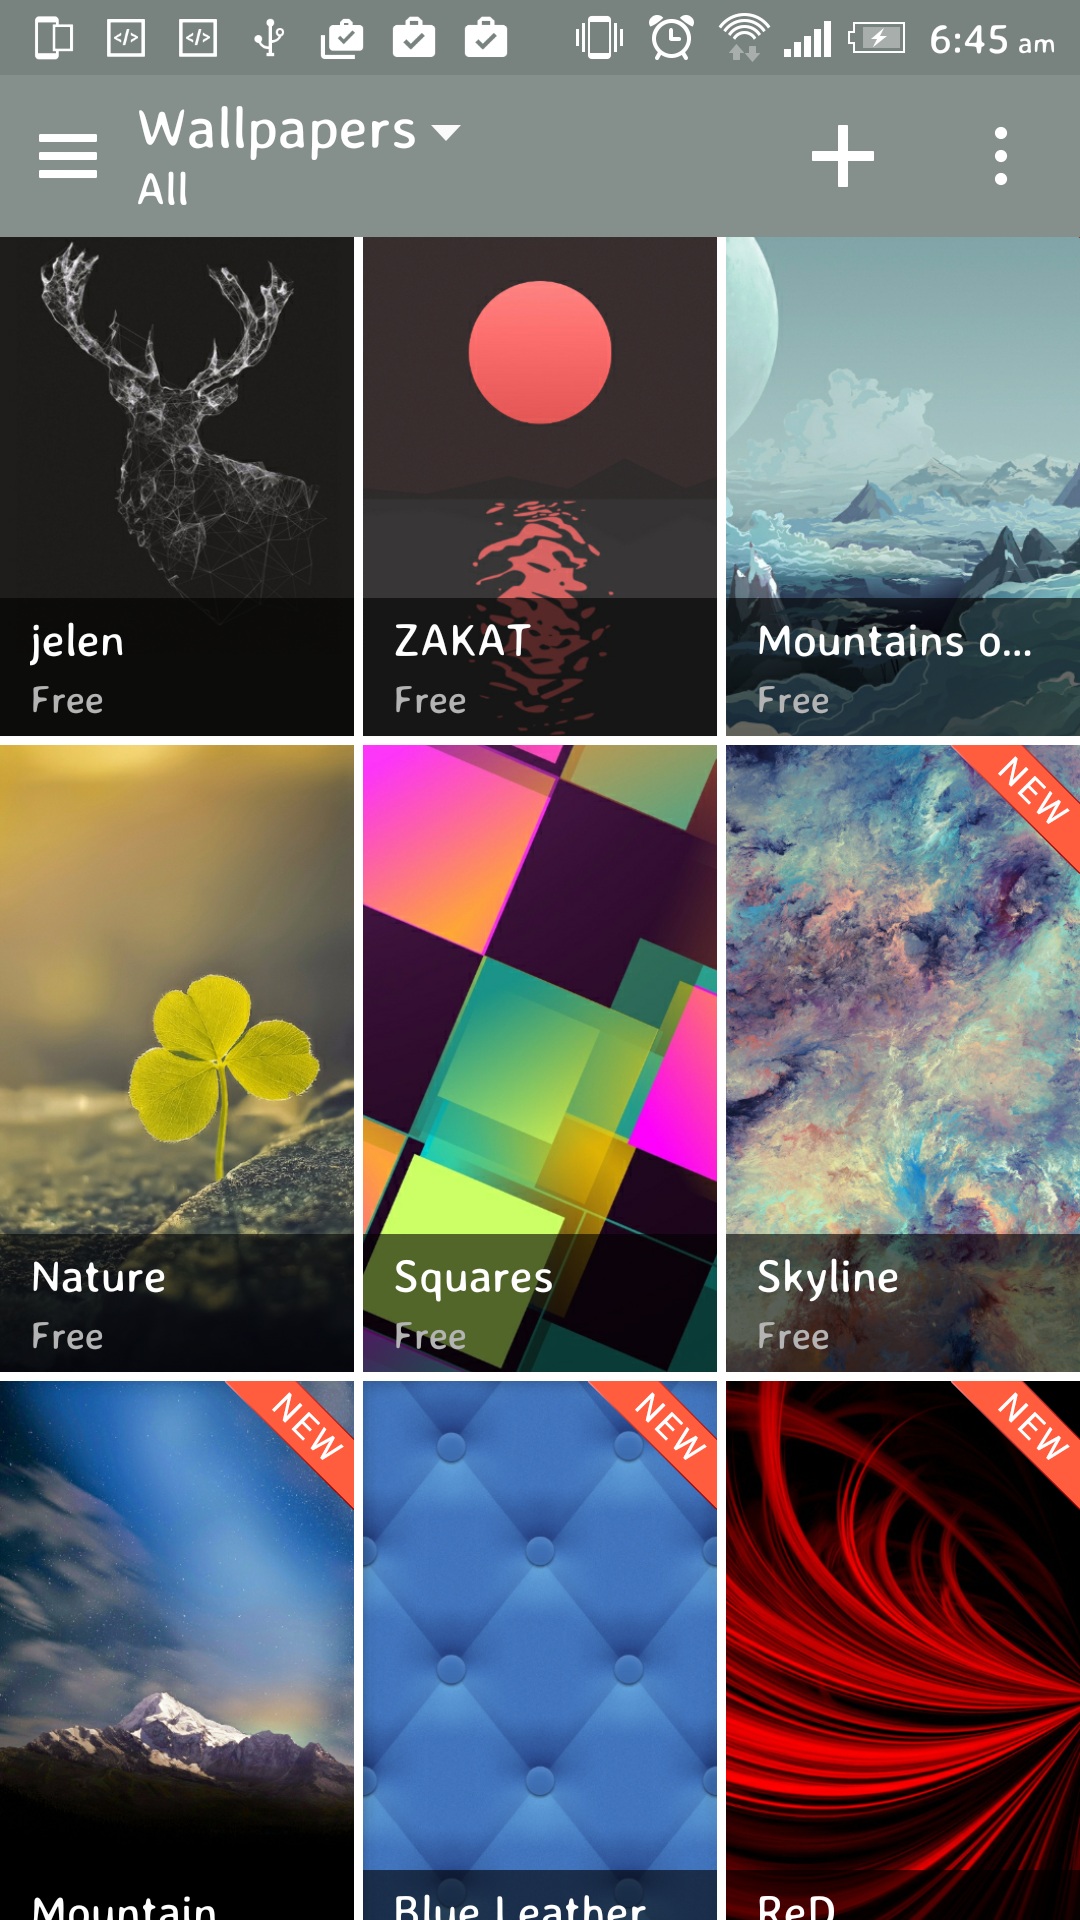 6:45 am
Wallpapers
All
jelen
Free
ZAKAT
Free
Mountains o...
Free
Nature
Free
Squares
Free
NEW
Skyline
Free
NEW
Mountain
NEW
Blue Leather
NEW
ReD